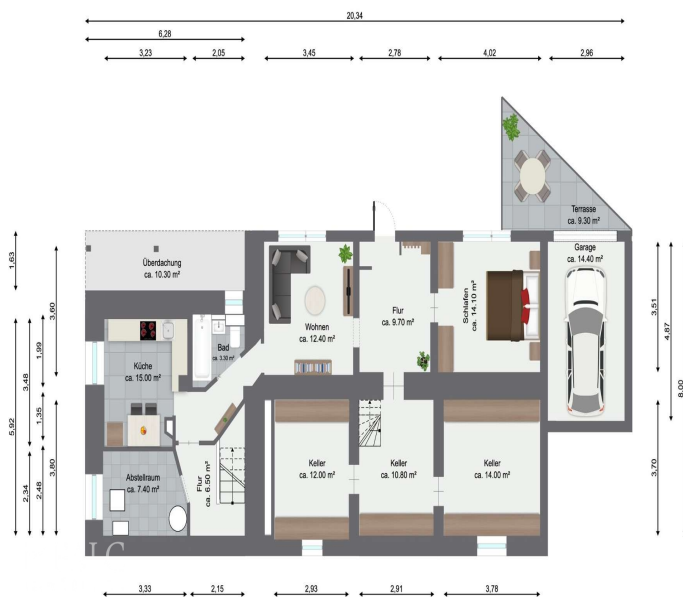 20,34
6,28
3,23
2,05
3,45
2,78
4,02
2,96
Terrasse
ca. 9.30 m²
Überdachung
ca. 10.30 m²
Garage
ca. 14.40 m²
Wohnen
ca. 12.40 m²
Flur
ca. 9.70 m²
Schlafen
ca. 14.10 m²
Bad
ca. 3.30 m²
Küche
ca. 15.00 m²
Abstellraum
ca. 7.40 m²
Flur
ca. 6.50 m²
Keller
ca. 12.00 m²
Keller
ca. 10.80 m²
Keller
ca. 14.00 m²
1,63
3,60
5,92
3,48
1,99
1,35
3,80
2,34
2,48
3,51
4,87
8.00
3,70
3,33
2,15
2,93
2,91
3,78